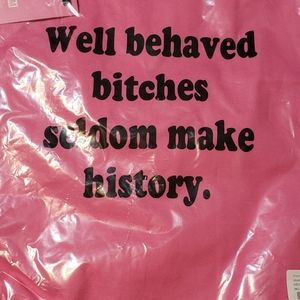 Well behaved
bitches
seldom make
history.